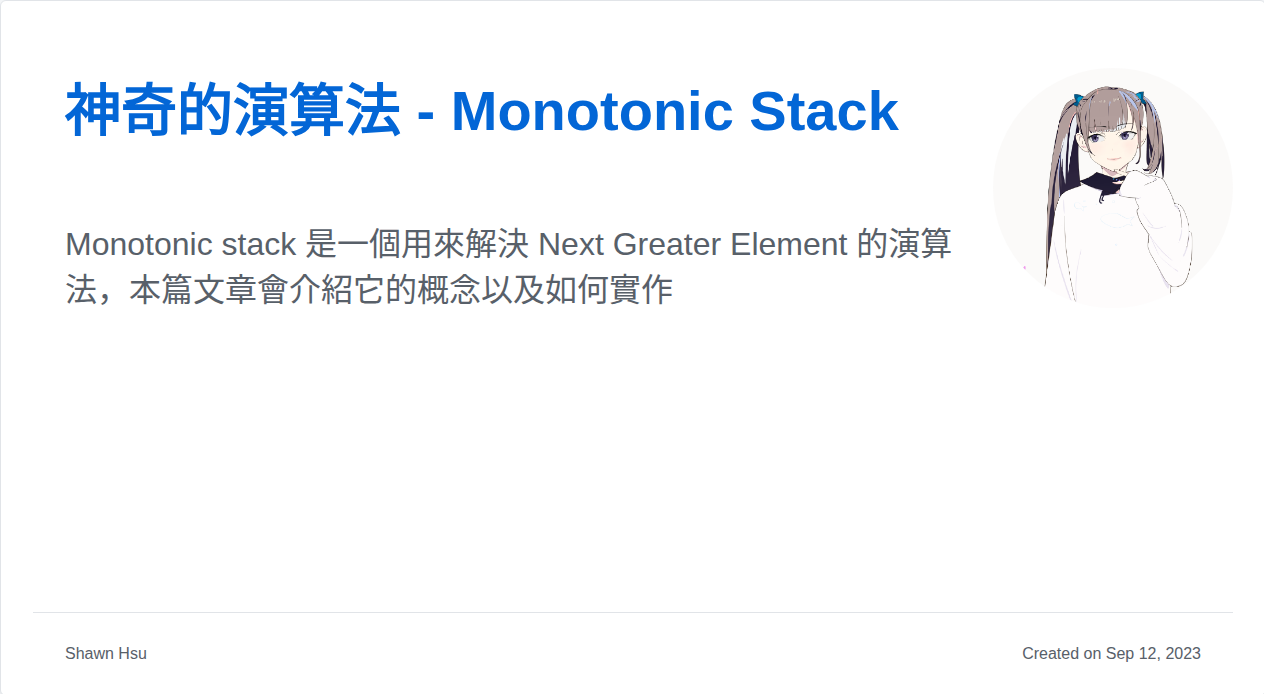 神奇的演算法 - Monotonic Stack
Monotonic stack 是一個用來解決 Next Greater Element 的演算
法，本篇文章會介紹它的概念以及如何實作
Shawn Hsu
Created on Sep 12, 2023